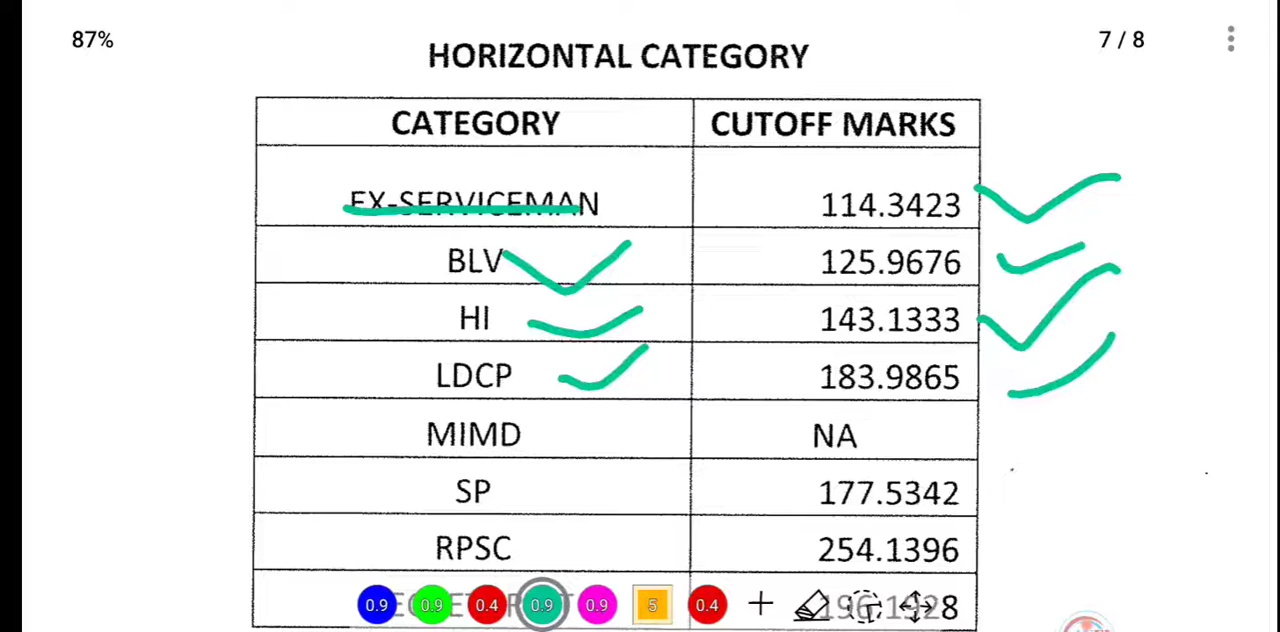 87%
7 / 8
HORIZONTAL CATEGORY
CATEGORY CUTOFF MARKS
EX-SERVICEMAN 114.3423
BLV 125.9676
HI 143.1333
LDCP 183.9865
MIMD NA
SP 177.5342
RPSC 254.1396
0.9 0.9 0.4 0.9 0.9 5 0.4